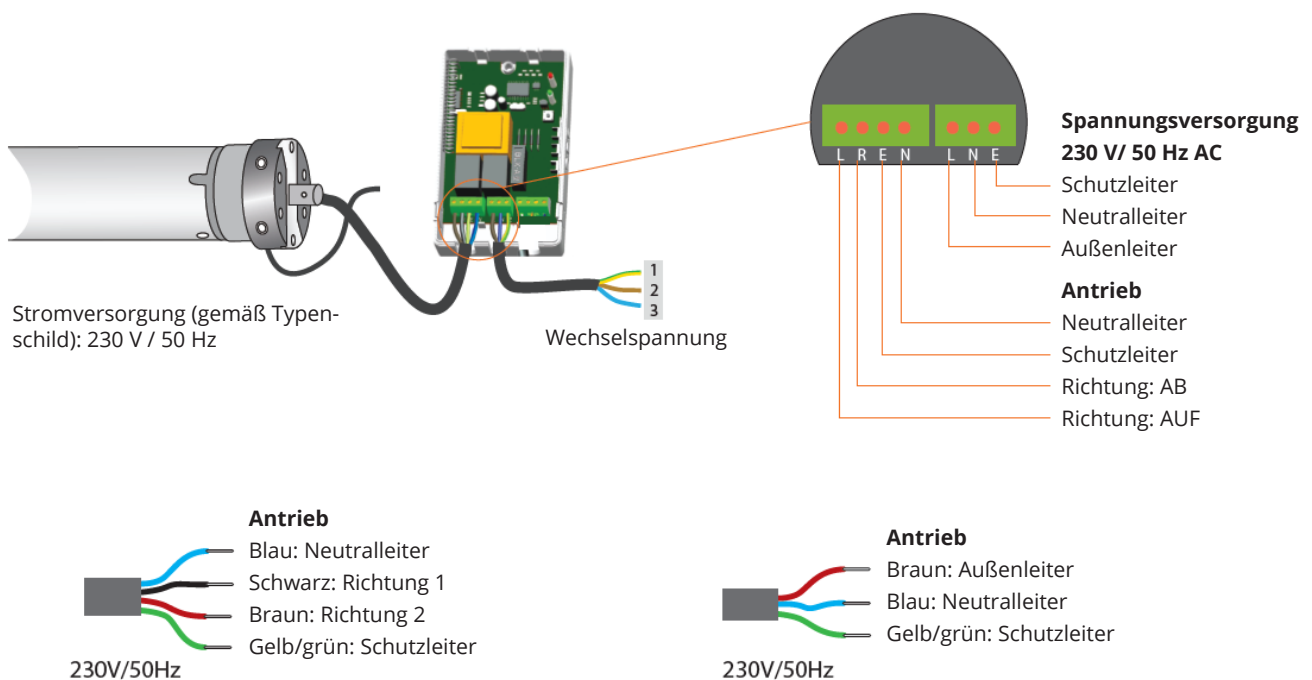 L R E N L N E
Spannungsversorgung
230 V/ 50 Hz AC
Schutzleiter
Neutralleiter
Außenleiter
Antrieb
Neutralleiter
Schutzleiter
Richtung: AB
Richtung: AUF
1
2
3
Wechselspannung
Stromversorgung (gemäß Typen-
schild): 230 V / 50 Hz
Antrieb
Blau: Neutralleiter
Schwarz: Richtung 1
Braun: Richtung 2
Gelb/grün: Schutzleiter
230V/50Hz
Antrieb
Braun: Außenleiter
Blau: Neutralleiter
Gelb/grün: Schutzleiter
230V/50Hz